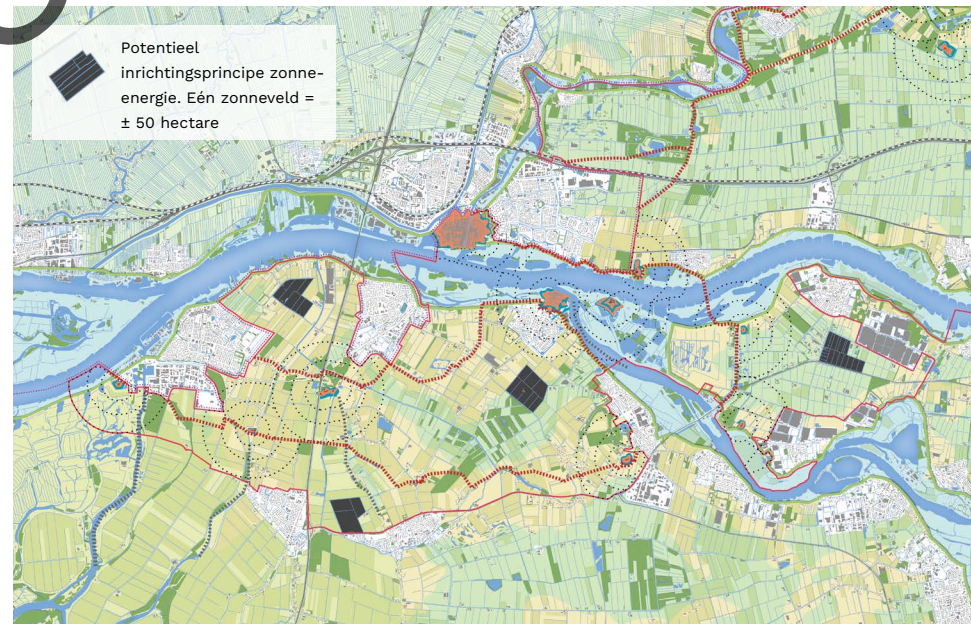 Potentieel
inrichtingsprincipe zonne-
energie. Eén zonneveld =
± 50 hectare